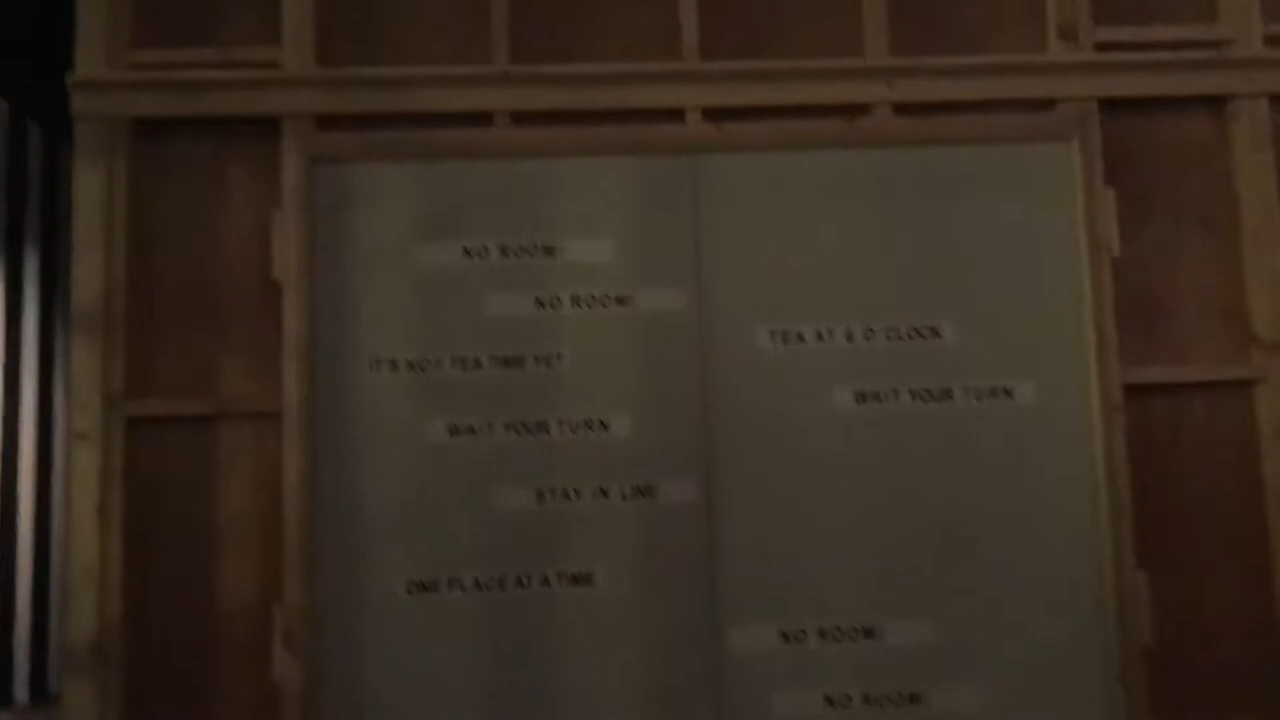 NO ROOM!
NO ROOM!
IT'S NOT TEA TIME YET
WAIT YOUR TURN
STAY IN LINE
ONE PLACE AT A TIME
TEA AT 6 O'CLOCK
WAIT YOUR TURN
NO ROOM!
NO ROOM!